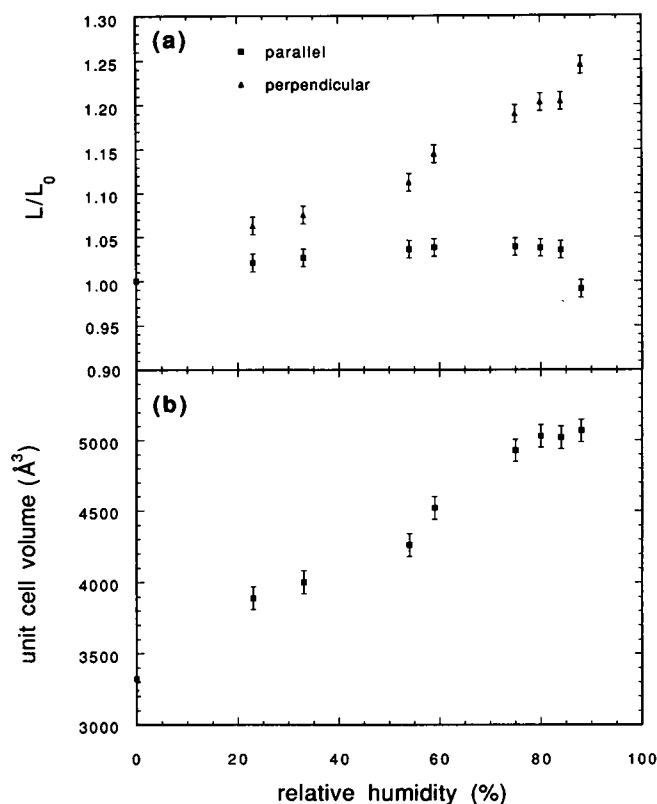 (a)
parallel
perpendicular
1.30
1.25
1.20
1.15
1.10
1.05
1.00
0.95
0.90
L/L0
(b)
5000
4500
4000
3500
3000
unit cell volume (Å3)
0 20 40 60 80 100
relative humidity (%)